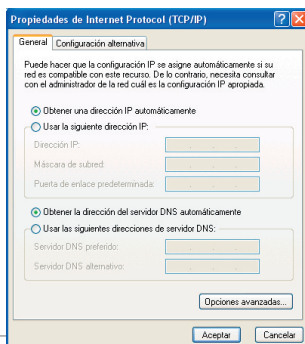 Propiedades de Internet Protocol (TCP/IP)
General
Configuración alternativa
Puede hacer que la configuración IP se asigne automáticamente si su
red es compatible con este recurso. De lo contrario, necesita consultar
con el administrador de la red cuál es la configuración IP apropiada.
Obtener una dirección IP automáticamente
Usar la siguiente dirección IP:
Dirección IP:
Máscara de subred:
Puerta de enlace predeterminada:
Obtener la dirección del servidor DNS automáticamente
Usar las siguientes direcciones de servidor DNS:
Servidor DNS preferido:
Servidor DNS alternativo:
Opciones avanzadas...
Aceptar
Cancelar